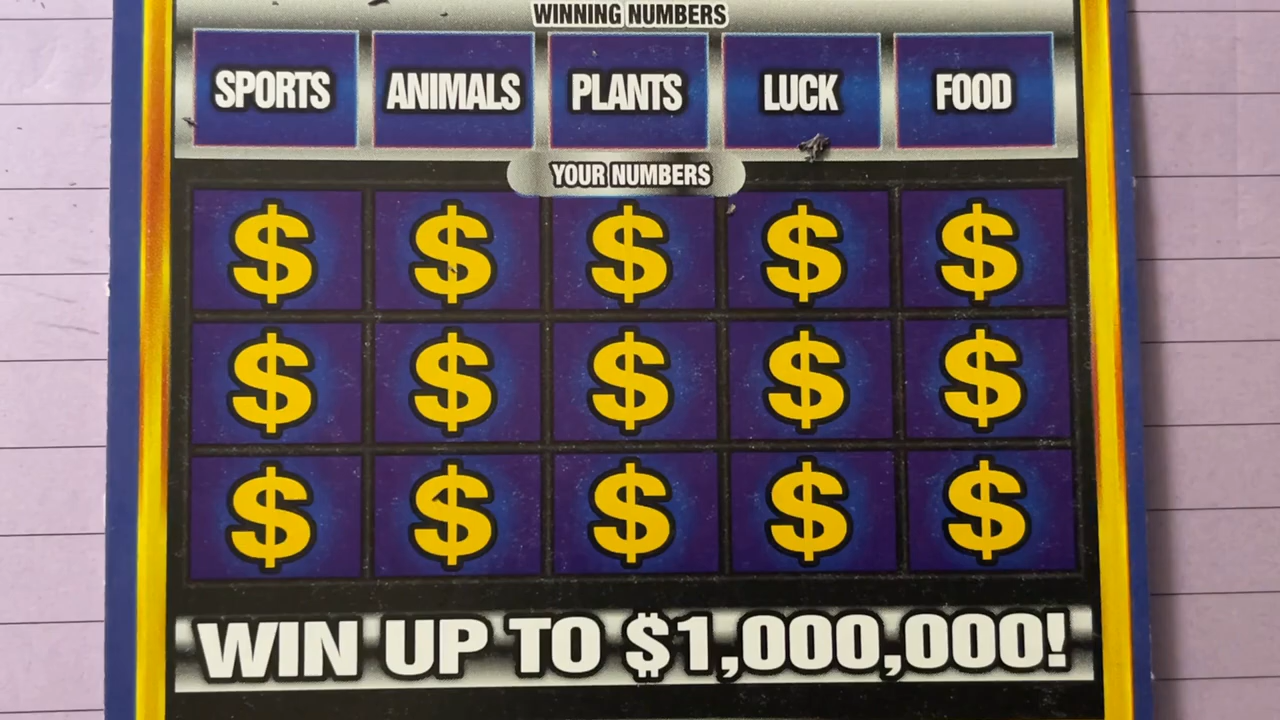 WINNING NUMBERS
SPORTS ANIMALS PLANTS LUCK FOOD
YOUR NUMBERS
$ $ $ $ $
$ $ $ $ $
$ $ $ $ $
WIN UP TO $1,000,000!